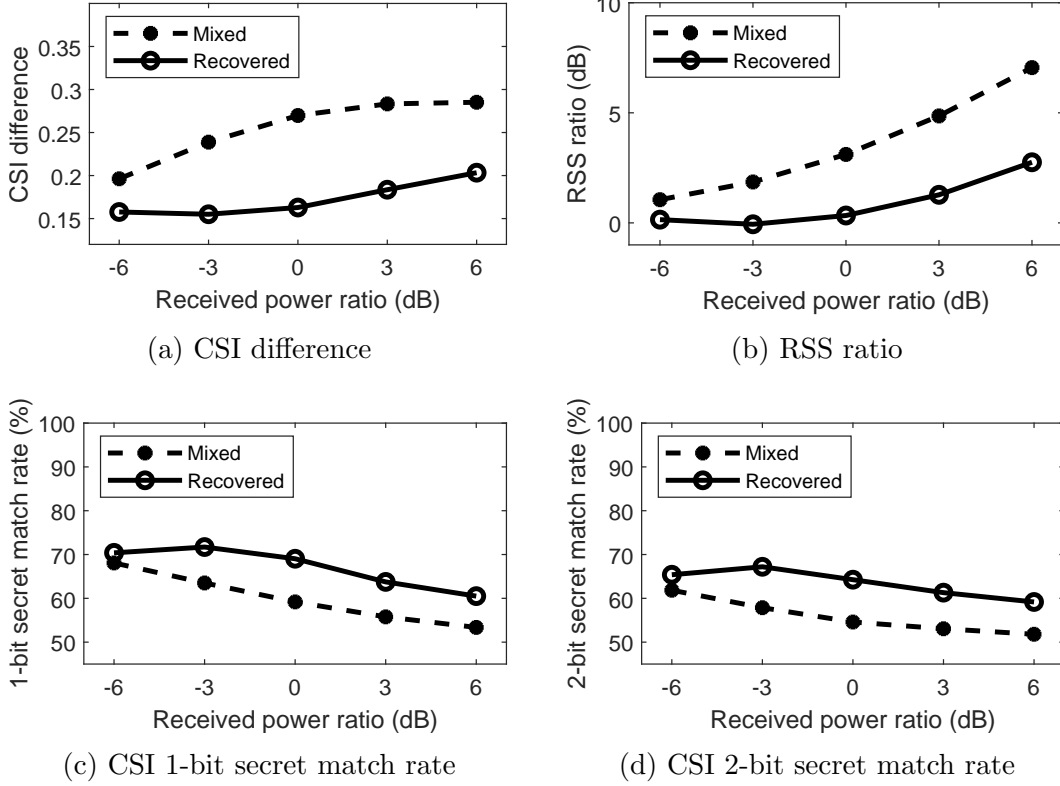 CSI difference
0.35
0.3
0.25
0.2
0.15
Mixed
Recovered
-6 -3 0 3 6
Received power ratio (dB)
(a) CSI difference
RSS ratio (dB)
10
5
0
Mixed
Recovered
-6 -3 0 3 6
Received power ratio (dB)
(b) RSS ratio
1-bit secret match rate (%)
100
90
80
70
60
50
Mixed
Recovered
-6 -3 0 3 6
Received power ratio (dB)
(c) CSI 1-bit secret match rate
2-bit secret match rate (%)
100
90
80
70
60
50
Mixed
Recovered
-6 -3 0 3 6
Received power ratio (dB)
(d) CSI 2-bit secret match rate